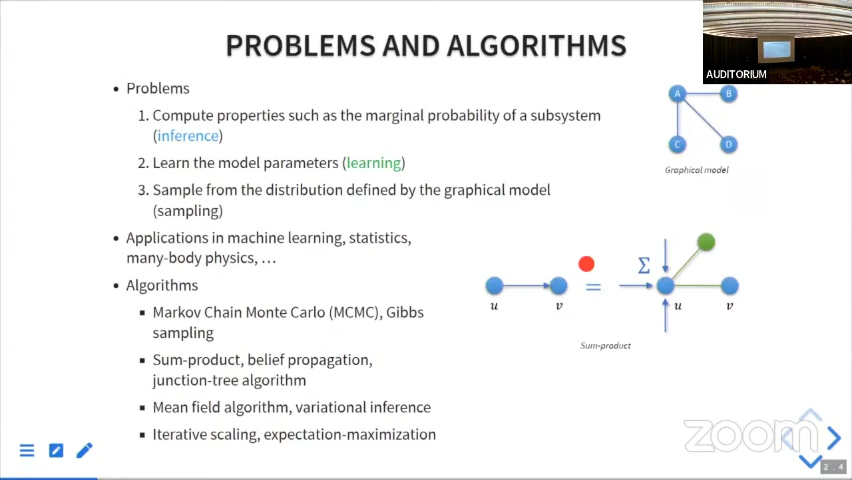 PROBLEMS AND ALGORITHMS
AUDITORIUM
• Problems
1. Compute properties such as the marginal probability of a subsystem
(inference)
2. Learn the model parameters (learning)
3. Sample from the distribution defined by the graphical model
(sampling)
• Applications in machine learning, statistics,
many-body physics, …
• Algorithms
▪ Markov Chain Monte Carlo (MCMC), Gibbs
sampling
▪ Sum-product, belief propagation,
junction-tree algorithm
▪ Mean field algorithm, variational inference
▪ Iterative scaling, expectation-maximization
A B
C D
Graphical model
Σ
=
u v u v
Sum-product
zoom
2.4